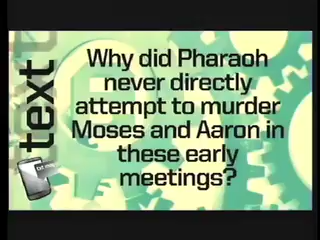 text
Why did Pharaoh
never directly
attempt to murder
Moses and Aaron in
these early
meetings?